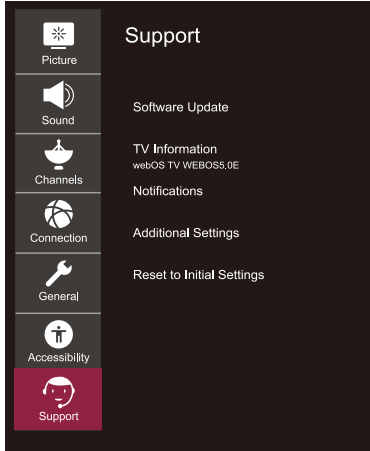 Support
Picture
Sound
Channels
Connection
General
Accessibility
Support
Software Update
TV Information
webOS TV WEBOS5.0E
Notifications
Additional Settings
Reset to Initial Settings